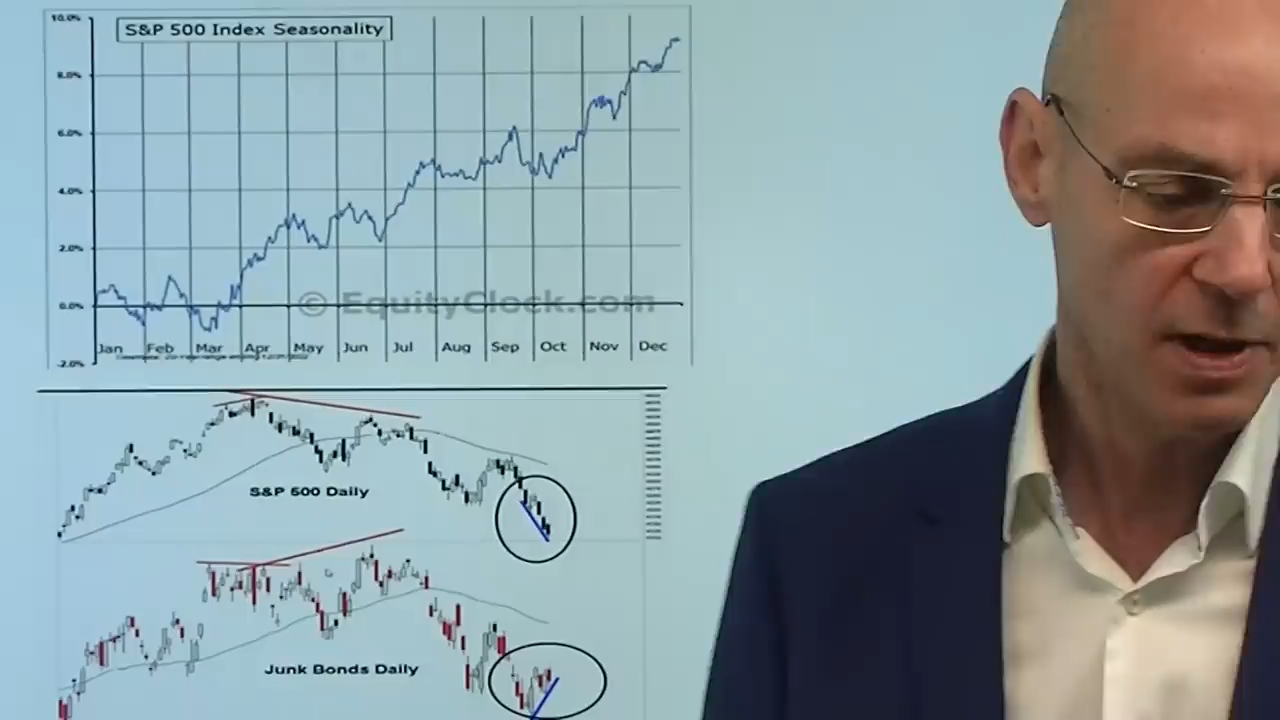 10.0%
S&P 500 Index Seasonality
8.0%
6.0%
4.0%
2.0%
0.0%
© EquityClock.com
Jan Feb Mar Apr May Jun Jul Aug Sep Oct Nov Dec
-2.0%
S&P 500 Daily
Junk Bonds Daily